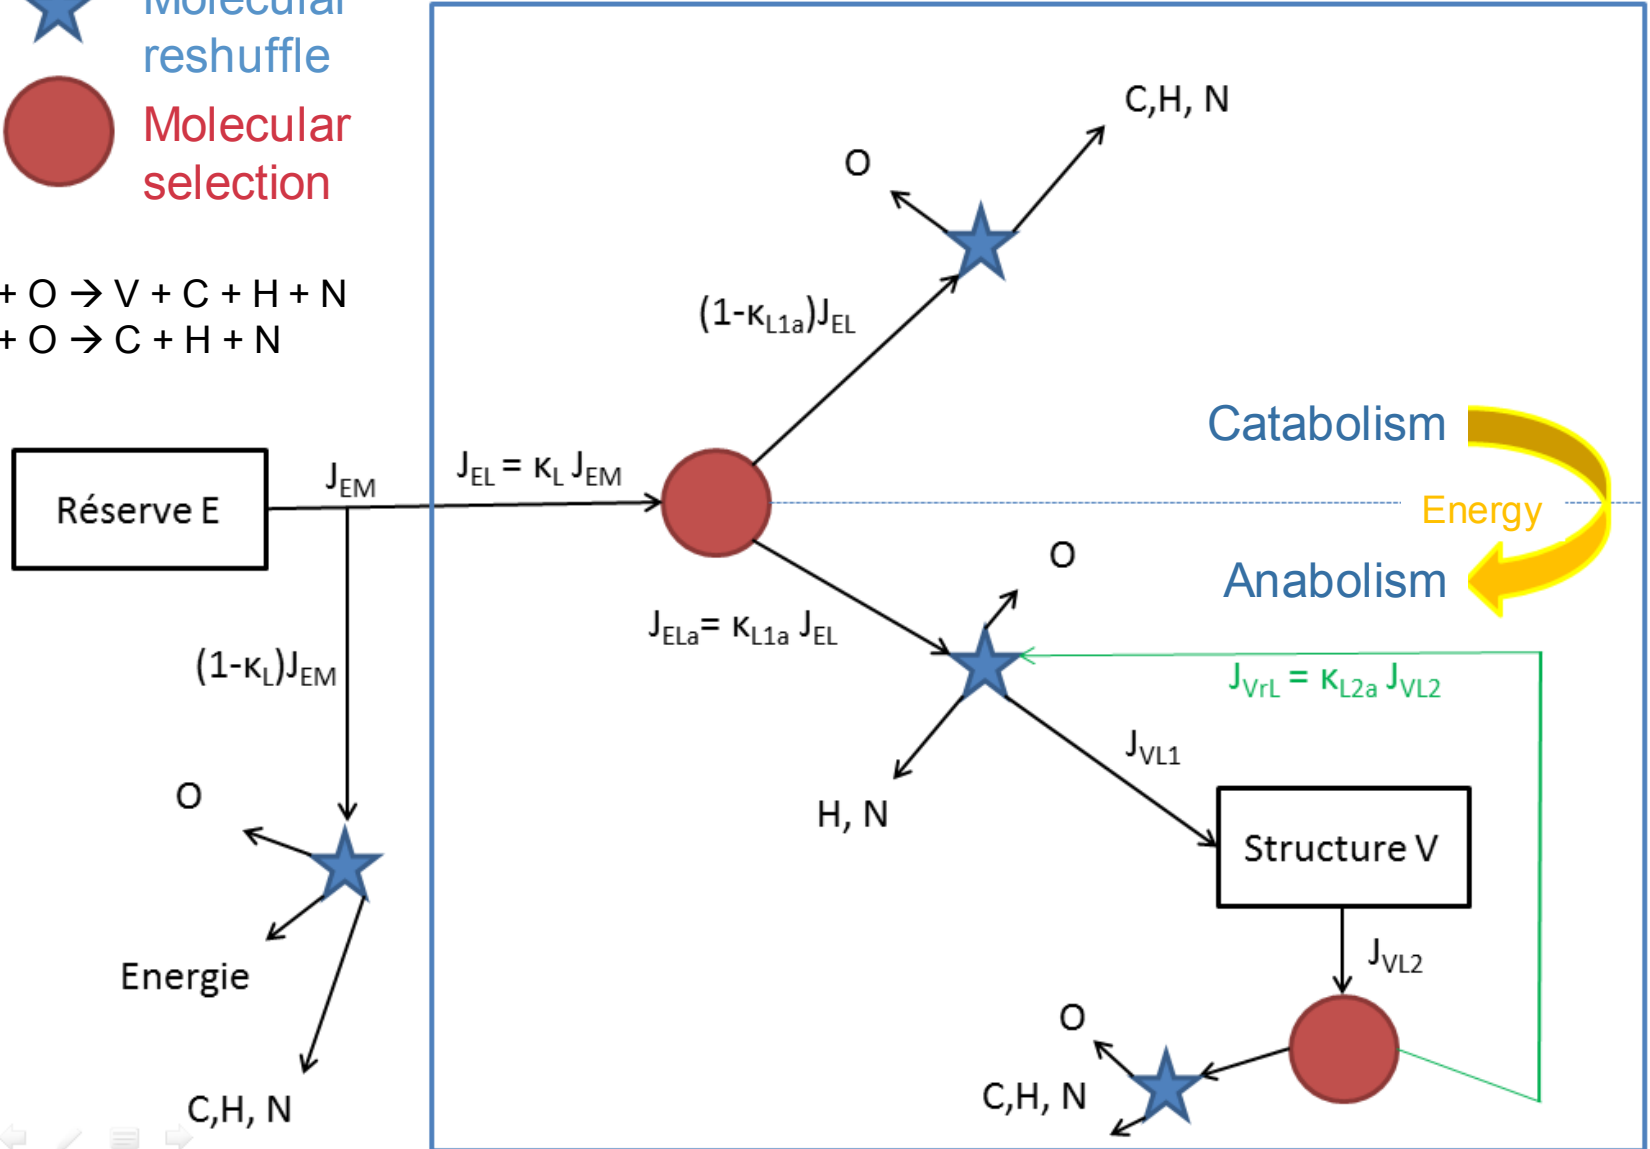 Molecular
reshuffle
Molecular
selection
+ O → V + C + H + N
+ O → C + H + N
C,H, N
O
(1-κL1a)JEL
Catabolism
Réserve E
JEM
JEL = κL JEM
Energy
Anabolism
O
JELa= κL1a JEL
(1-κL)JEM
JVrL = κL2a JVL2
JVL1
O
H, N
Structure V
Energie
JVL2
O
C,H, N
C,H, N